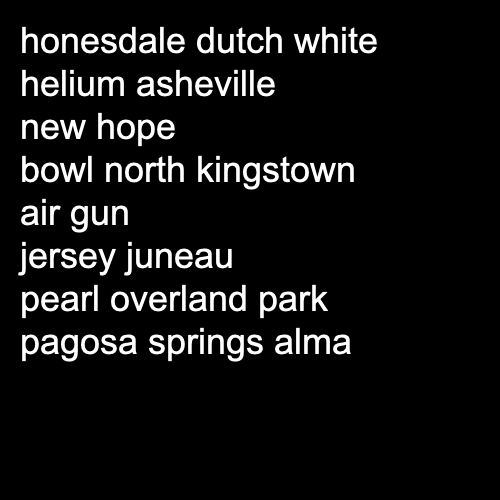 honesdale dutch white
helium asheville
new hope
bowl north kingstown
air gun
jersey juneau
pearl overland park
pagosa springs alma